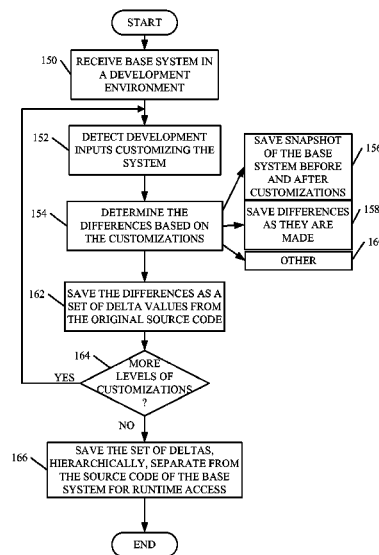 START
150
RECEIVE BASE SYSTEM IN
A DEVELOPMENT
ENVIRONMENT
152
DETECT DEVELOPMENT
INPUTS CUSTOMIZING THE
SYSTEM
154
DETERMINE THE
DIFFERENCES BASED ON
THE CUSTOMIZATIONS
SAVE SNAPSHOT
OF THE BASE
SYSTEM BEFORE
AND AFTER
CUSTOMIZATIONS
156
SAVE DIFFERENCES
AS THEY ARE
MADE
158
OTHER
162
SAVE THE DIFFERENCES AS A
SET OF DELTA VALUES FROM
THE ORIGINAL SOURCE CODE
164
MORE
LEVELS OF
CUSTOMIZATIONS
?
YES
NO
166
SAVE THE SET OF DELTAS,
HIERARCHICALLY, SEPARATE FROM
THE SOURCE CODE OF THE BASE
SYSTEM FOR RUNTIME ACCESS
END